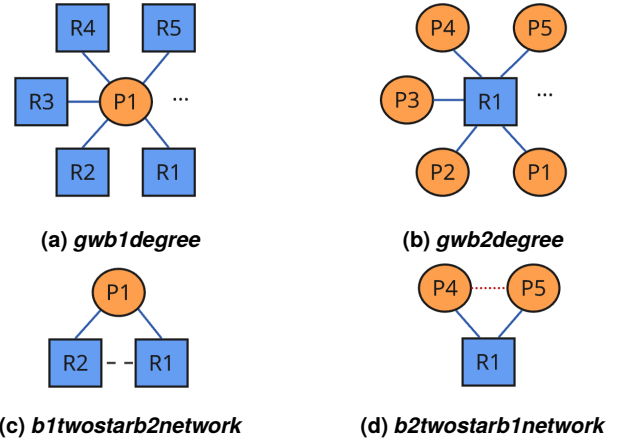 R4 R5 P4 P5
R3 P1 ... P3 R1 ...
R2 R1 P2 P1
(a) gwb1degree (b) gwb2degree
P1 P4 P5
R2 R1 R1
(c) b1twostarb2network (d) b2twostarb1network